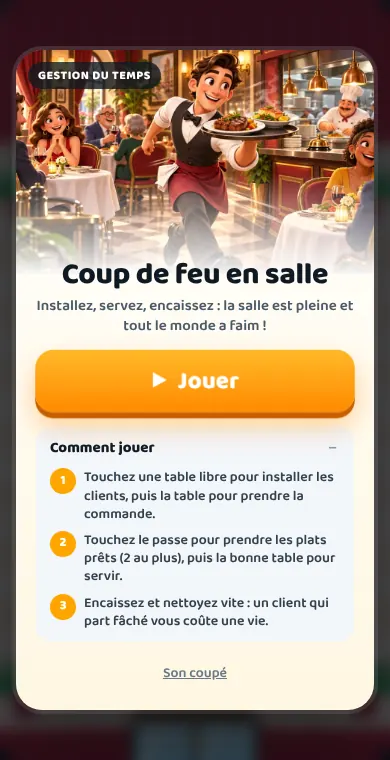 GESTION DU TEMPS
Coup de feu en salle
Installez, servez, encaissez : la salle est pleine et
tout le monde a faim !
Jouer
Comment jouer
1 Touchez une table libre pour installer les
clients, puis la table pour prendre la
commande.
2 Touchez le passe pour prendre les plats
prêts (2 au plus), puis la bonne table pour
servir.
3 Encaissez et nettoyez vite : un client qui
part fâché vous coûte une vie.
Son coupé